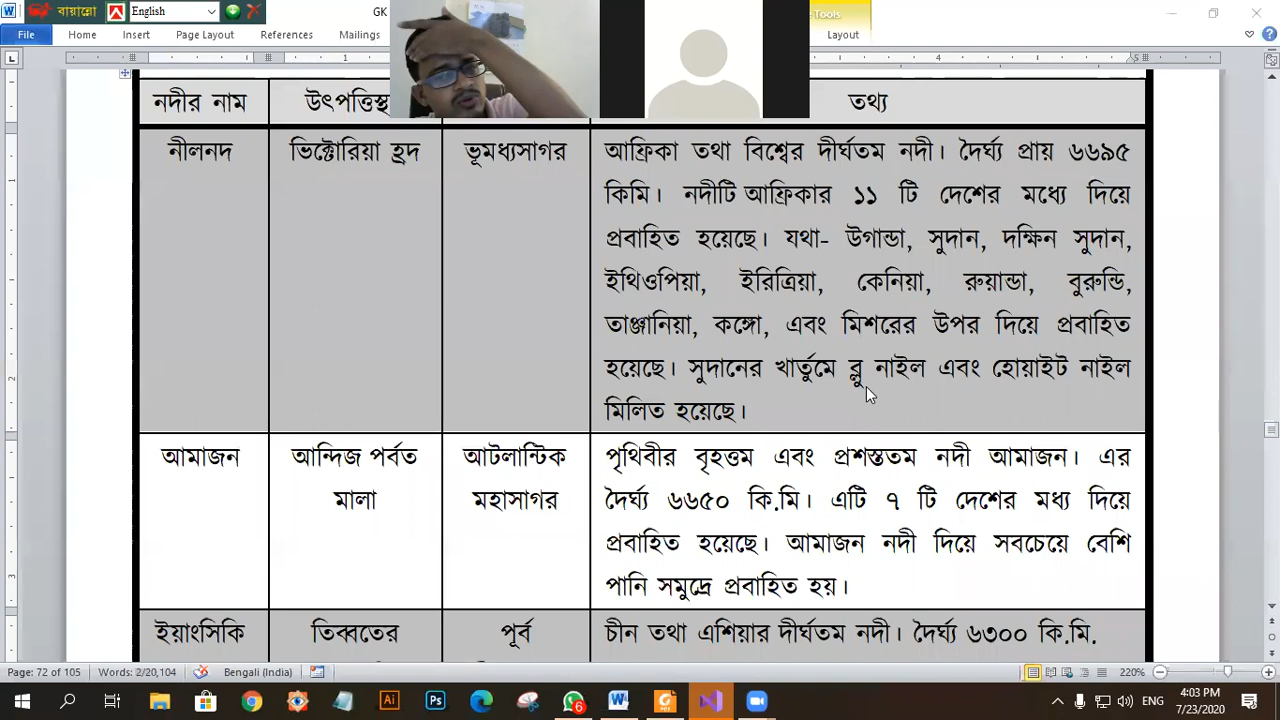 বায়ান্নো English GK Tools
File Home Insert Page Layout References Mailings Layout
নদীর নাম উৎপত্তিস্থ তথ্য
নীলনদ ভিক্টোরিয়া হ্রদ ভূমধ্যসাগর আফ্রিকা তথা বিশ্বের দীর্ঘতম নদী। দৈর্ঘ্য প্রায় ৬৬৯৫
কিমি। নদীটি আফ্রিকার ১১ টি দেশের মধ্যে দিয়ে
প্রবাহিত হয়েছে। যথা- উগান্ডা, সুদান, দক্ষিন সুদান,
ইথিওপিয়া, ইরিত্রিয়া, কেনিয়া, রুয়ান্ডা, বুরুন্ডি,
তাঞ্জানিয়া, কঙ্গো, এবং মিশরের উপর দিয়ে প্রবাহিত
হয়েছে। সুদানের খার্তুমে ব্লু নাইল এবং হোয়াইট নাইল
মিলিত হয়েছে।
আমাজন আন্দিজ পর্বত আটলান্টিক পৃথিবীর বৃহত্তম এবং প্রশস্ততম নদী আমাজন। এর
মালা মহাসাগর দৈর্ঘ্য ৬৬৫০ কি.মি। এটি ৭ টি দেশের মধ্য দিয়ে
প্রবাহিত হয়েছে। আমাজন নদী দিয়ে সবচেয়ে বেশি
পানি সমুদ্রে প্রবাহিত হয়।
ইয়াংসিকি তিব্বতের পূর্ব চীন তথা এশিয়ার দীর্ঘতম নদী। দৈর্ঘ্য ৬৩০০ কি.মি.
Page: 72 of 105 Words: 2/20,104 Bengali (India) 220%
ENG 4:03 PM
7/23/2020